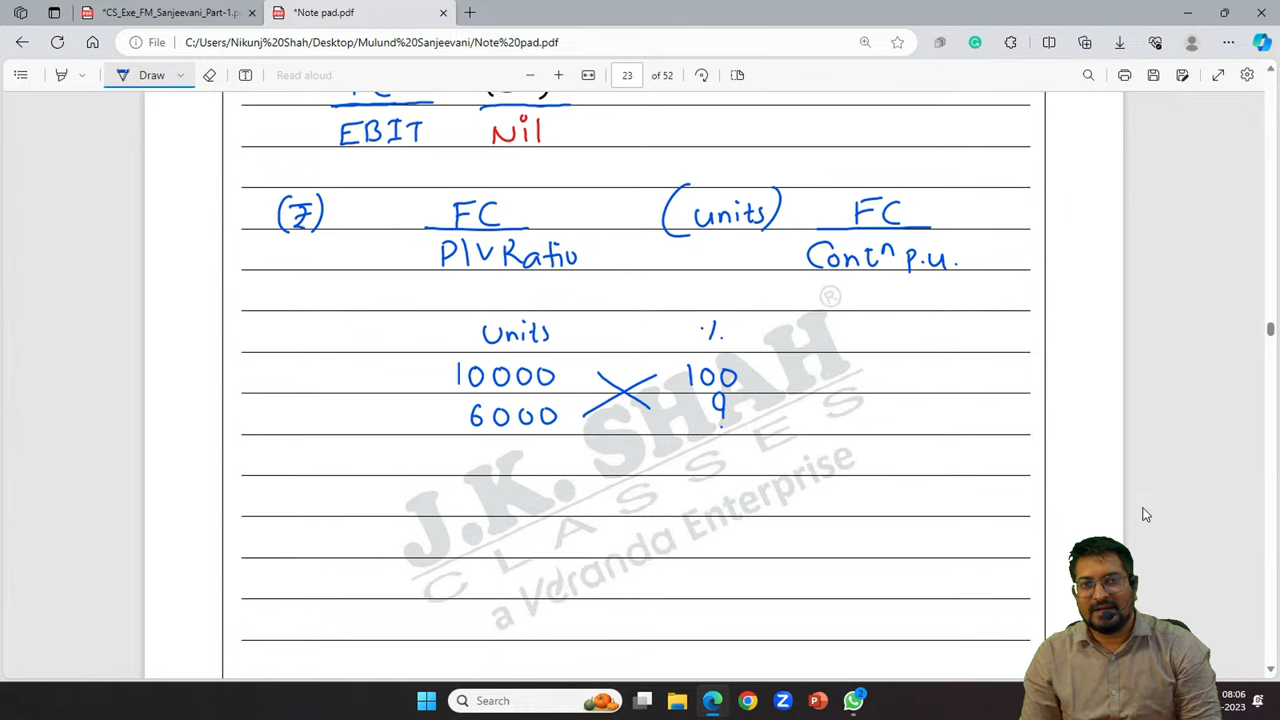 *CS_Exe_FM_Sanjeevani_Part-1.p
*Note pad.pdf
File
C:/Users/Nikunj%20Shah/Desktop/Mulund%20Sanjeevani/Note%20pad.pdf
Draw
Read aloud
23 of 52
EBIT Nil
(₹) FC (units) FC
P/V Ratio Contⁿ p.u.
Units %
10000 100
6000 ?
J.K. SHAH ®
CLASSES
a Veranda Enterprise
Search
2
08:06
-2023